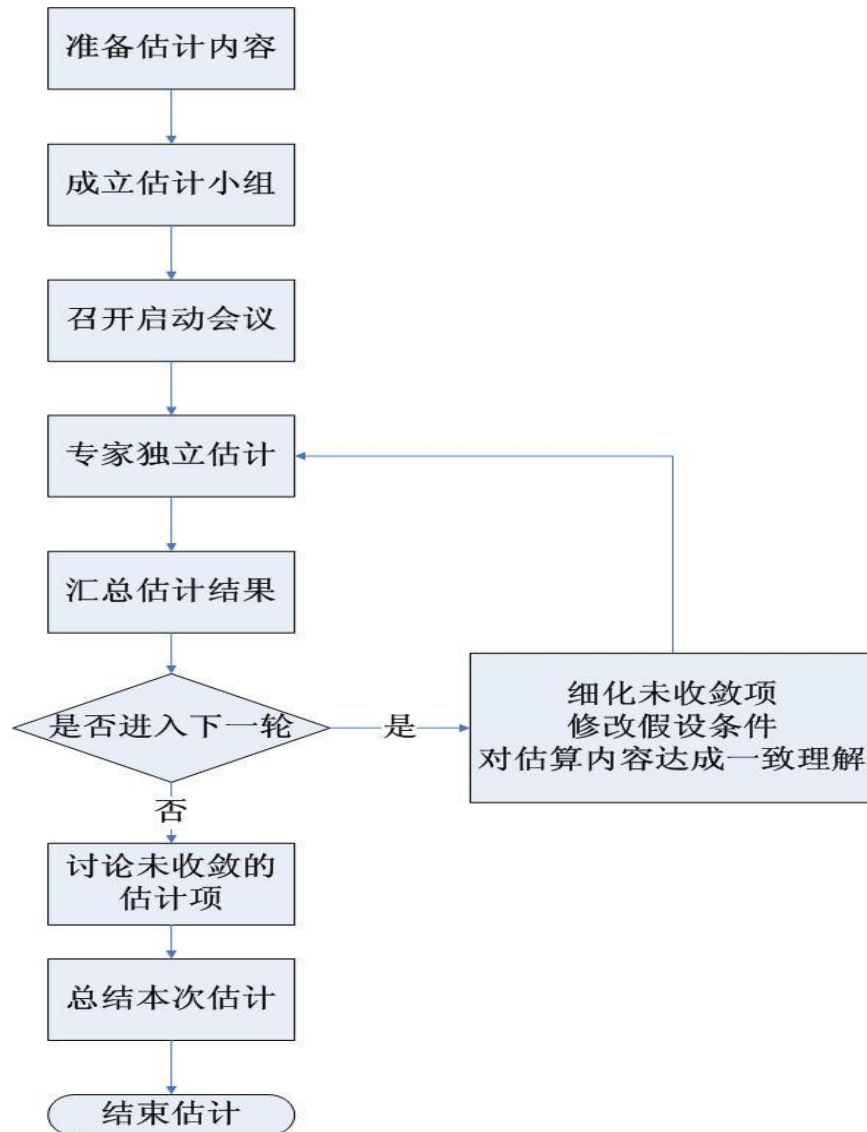 准备估计内容
成立估计小组
召开启动会议
专家独立估计
汇总估计结果
是否进入下一轮
是
细化未收敛项
修改假设条件
对估算内容达成一致理解
否
讨论未收敛的
估计项
总结本次估计
结束估计